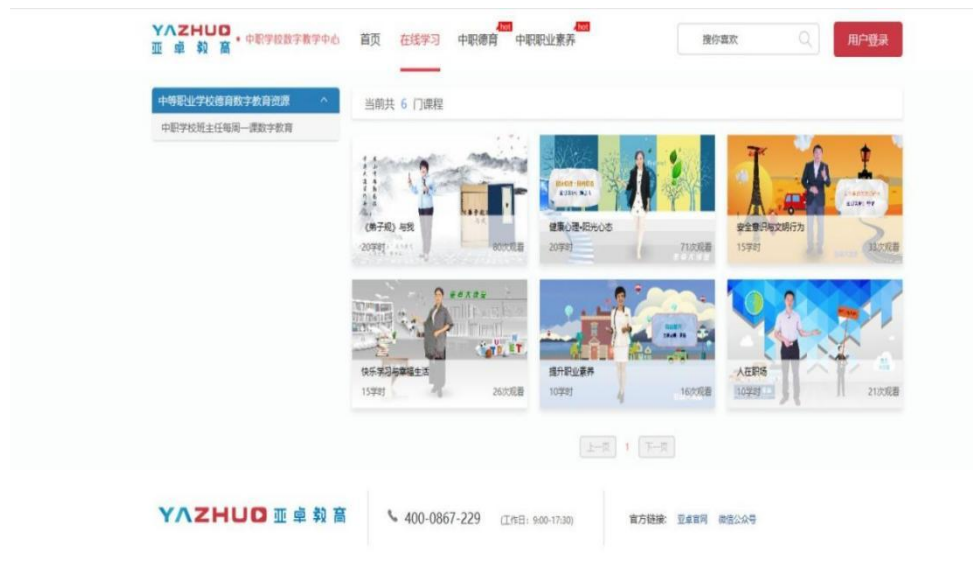 YAZHUO
亚卓教育
• 中职学校数字教学中心
首页
在线学习
中职德育
hot
中职职业素养
hot
搜你喜欢
用户登录
中等职业学校德育数字教育资源
中职学校班主任每周一课数字教育
当前共 6 门课程
《弟子规》与我
20学时
80次观看
健康心理•阳光心态
20学时
71次观看
安全意识与文明行为
15学时
33次观看
亚卓大课堂
快乐学习与幸福生活
15学时
26次观看
提升职业素养
10学时
16次观看
人在职场
10学时
21次观看
上一页 1 下一页
YAZHUO 亚卓教育
400-0867-229 (工作日：9:00-17:30)
官方链接: 亚卓官网 微信公众号